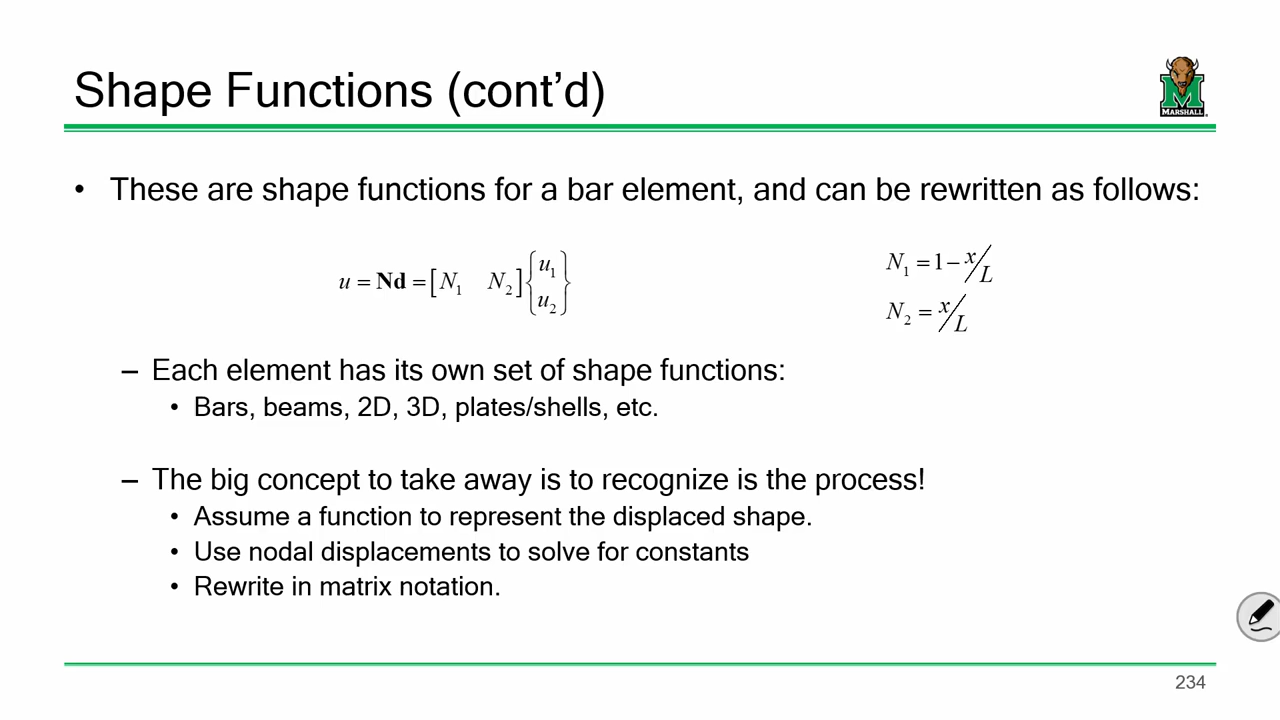 Shape Functions (cont’d)
MARSHALL
• These are shape functions for a bar element, and can be rewritten as follows:
u = Nd = [N₁ N₂] {u₁ u₂}
N₁ = 1 − x/L
N₂ = x/L
– Each element has its own set of shape functions:
• Bars, beams, 2D, 3D, plates/shells, etc.
– The big concept to take away is to recognize is the process!
• Assume a function to represent the displaced shape.
• Use nodal displacements to solve for constants
• Rewrite in matrix notation.
234